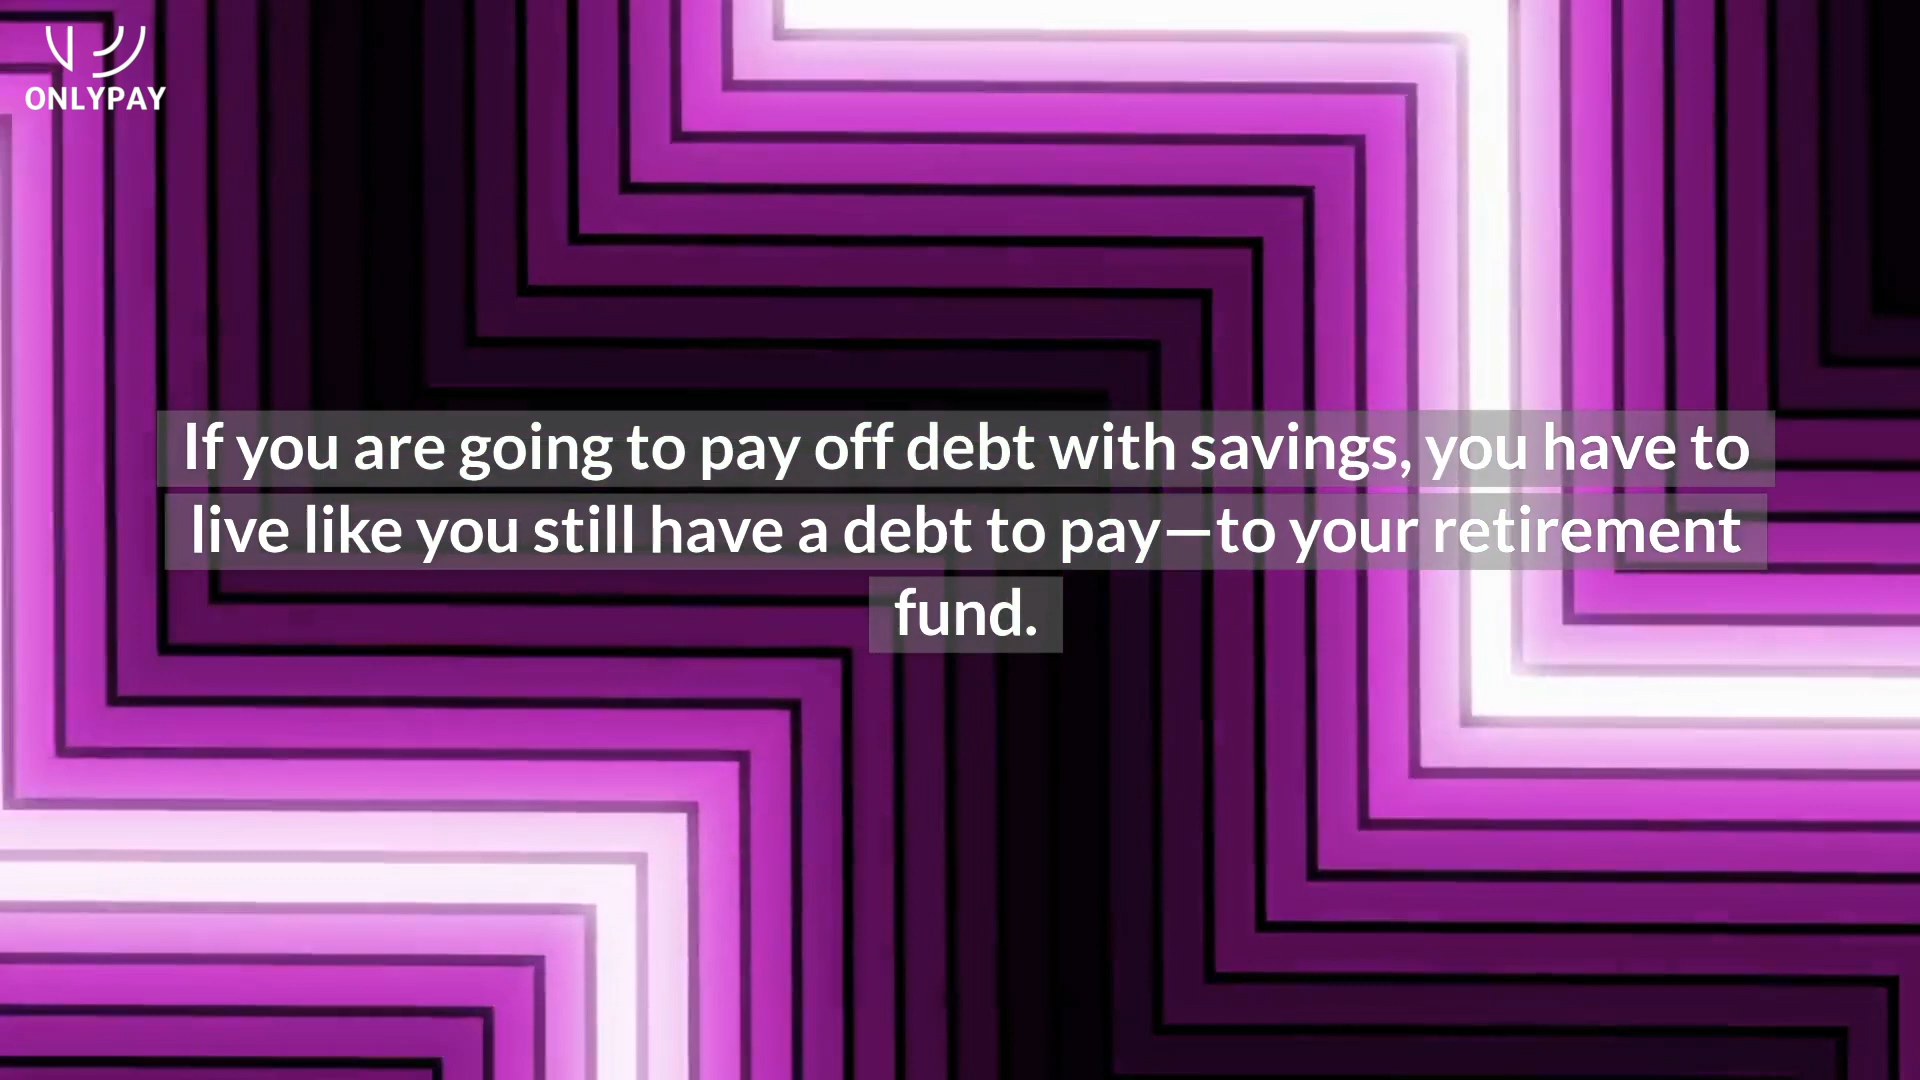 ONLYPAY
If you are going to pay off debt with savings, you have to
live like you still have a debt to pay—to your retirement
fund.